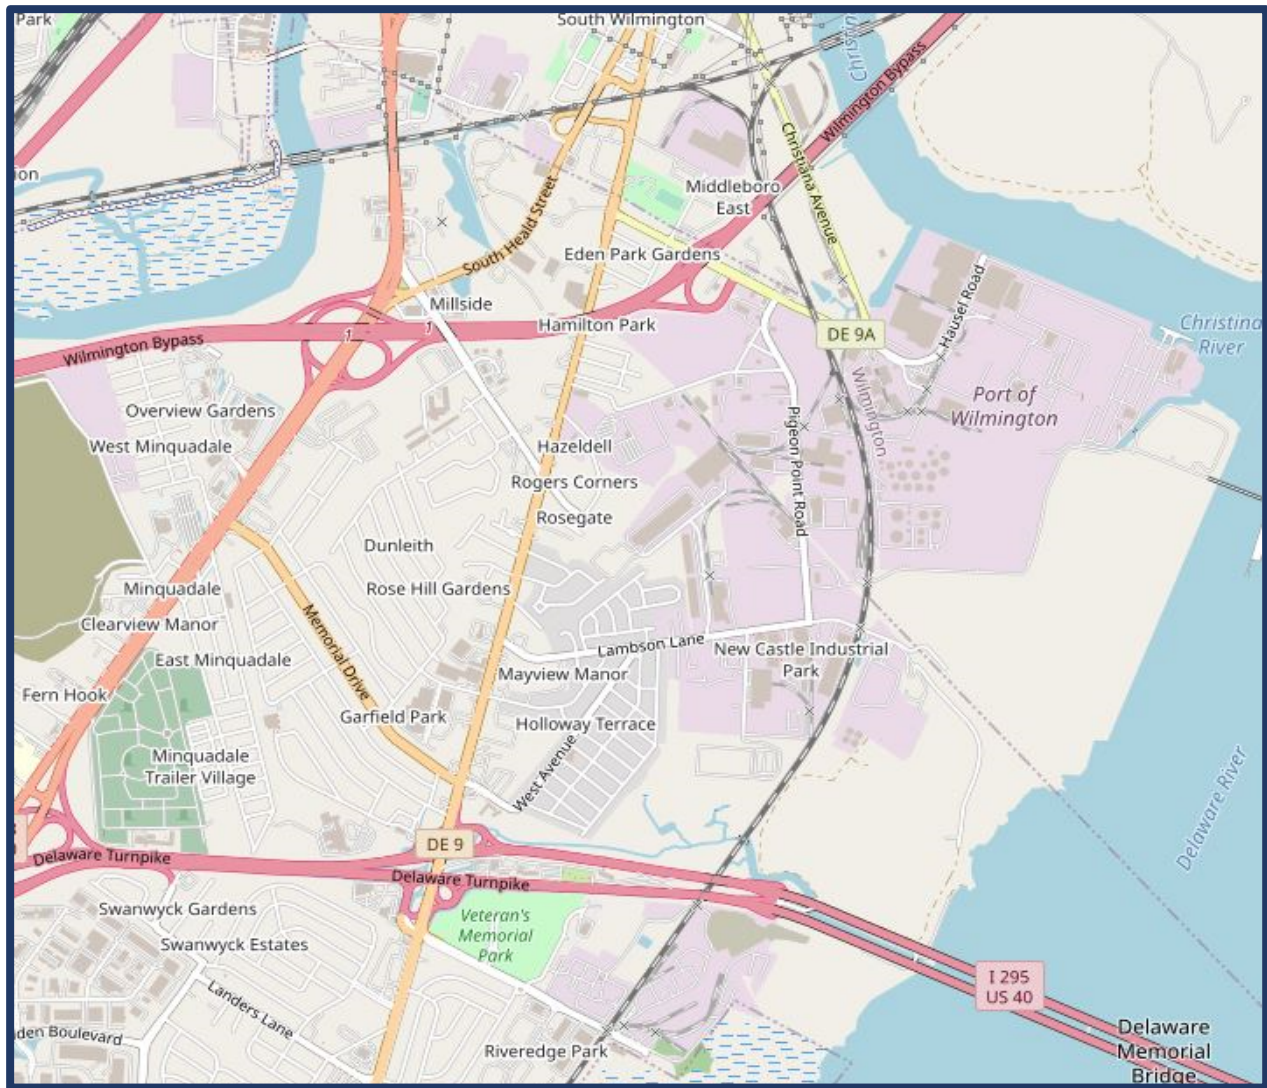 Park
South Wilmington
Christin
Wilmington Bypass
Christiana Avenue
ion
Middleboro
East
South Heald Street
Eden Park Gardens
Hausel Road
Millside
Hamilton Park
1
1
DE 9A
Christina
River
Wilmington Bypass
Wilmington
Port of
Wilmington
Overview Gardens
West Minquadale
Hazeldell
Pigeon Point Road
Rogers Corners
Rosegate
Dunleith
Rose Hill Gardens
Minquadale
Clearview Manor
Memorial Drive
Lambson Lane
East Minquadale
New Castle Industrial
Park
Mayview Manor
Fern Hook
Garfield Park
Holloway Terrace
Minquadale
Trailer Village
West Avenue
Delaware River
DE 9
Delaware Turnpike
Delaware Turnpike
Swanwyck Gardens
Veteran's
Memorial
Park
Swanwyck Estates
I 295
US 40
Landers Lane
den Boulevard
Riveredge Park
Delaware
Memorial
Bridge